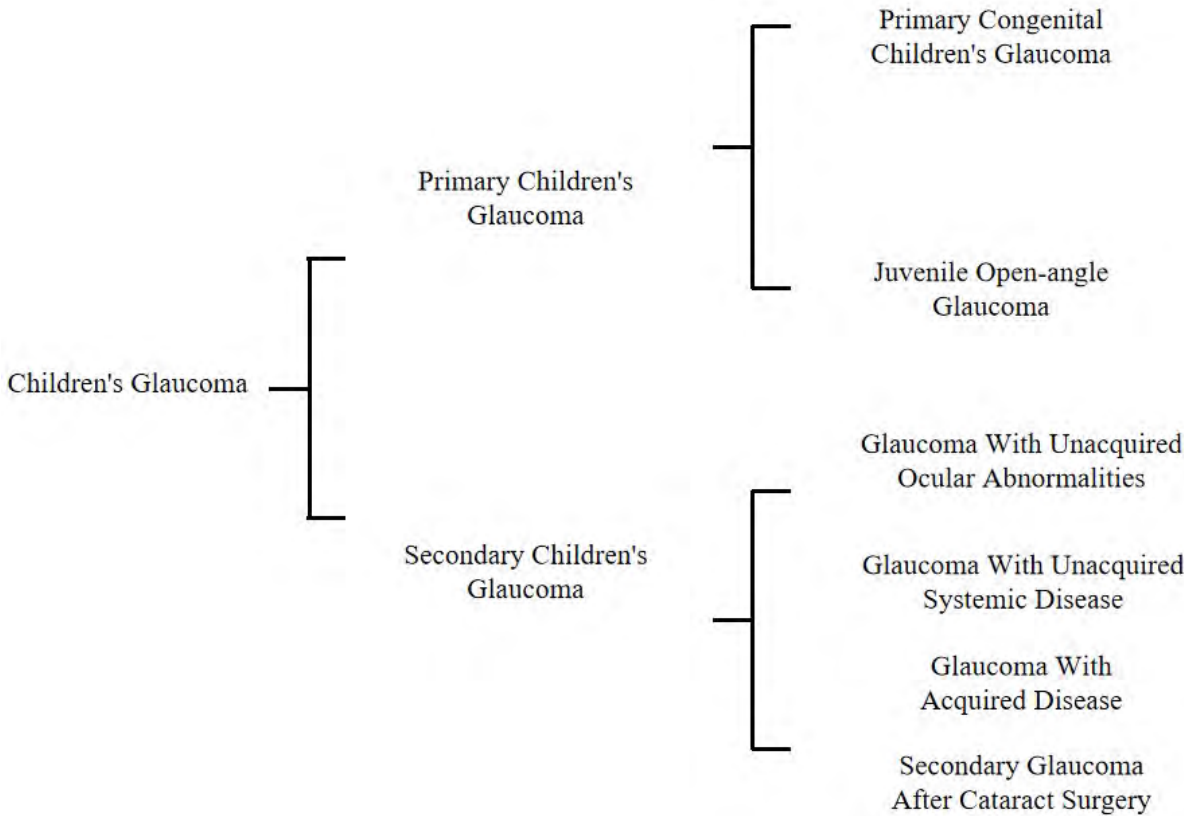 Primary Congenital
Children's Glaucoma
Primary Children's
Glaucoma
Juvenile Open-angle
Glaucoma
Children's Glaucoma
Glaucoma With Unacquired
Ocular Abnormalities
Secondary Children's
Glaucoma
Glaucoma With Unacquired
Systemic Disease
Glaucoma With
Acquired Disease
Secondary Glaucoma
After Cataract Surgery